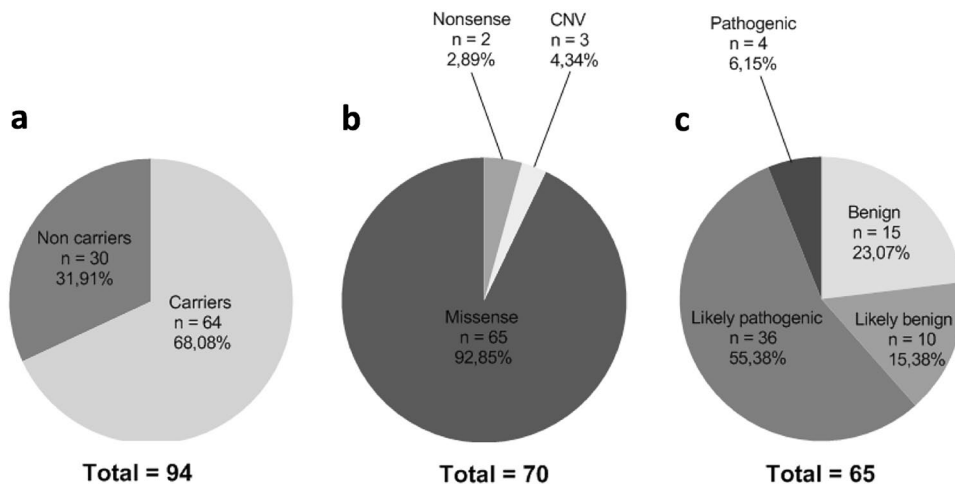 a
Non carriers
n = 30
31,91%
Carriers
n = 64
68,08%
Total = 94
b
Nonsense
n = 2
2,89%
CNV
n = 3
4,34%
Missense
n = 65
92,85%
Total = 70
c
Pathogenic
n = 4
6,15%
Benign
n = 15
23,07%
Likely pathogenic
n = 36
55,38%
Likely benign
n = 10
15,38%
Total = 65